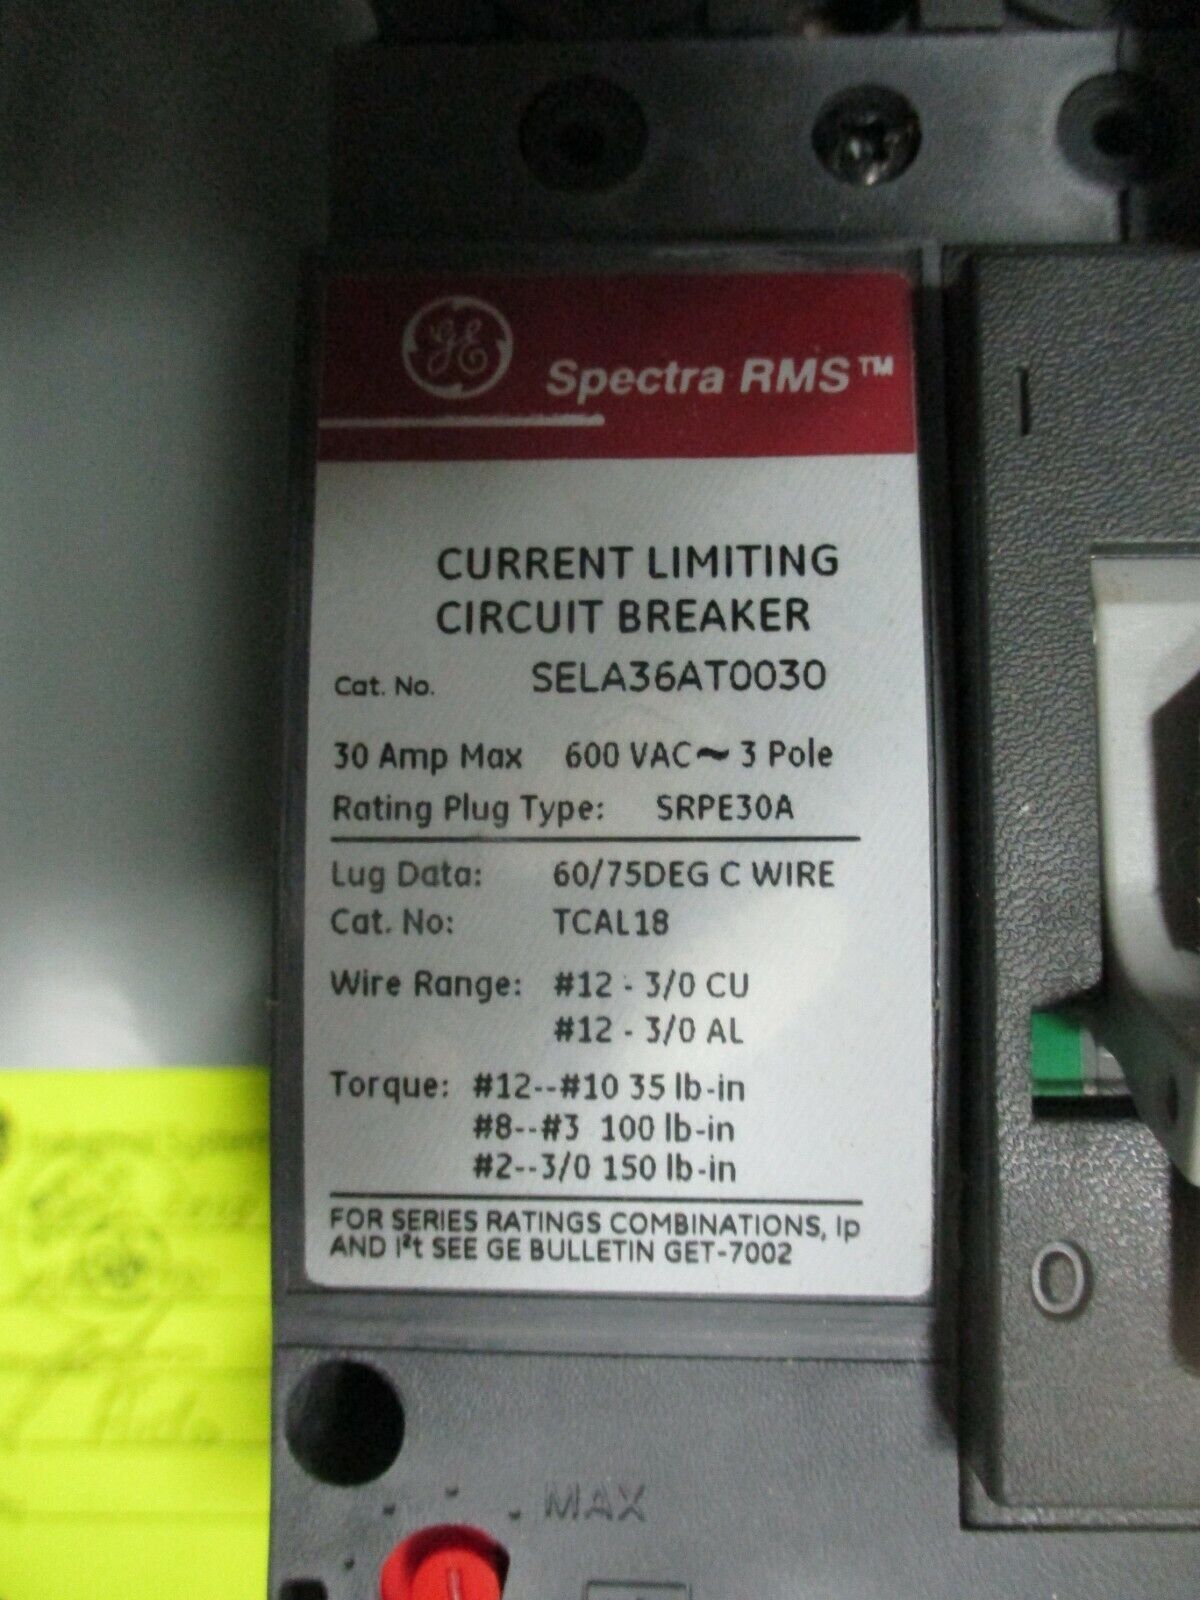 GE Spectra RMS™
CURRENT LIMITING
CIRCUIT BREAKER
Cat. No. SELA36AT0030
30 Amp Max 600 VAC~ 3 Pole
Rating Plug Type: SRPE30A
Lug Data: 60/75DEG C WIRE
Cat. No: TCAL18
Wire Range: #12 - 3/0 CU
#12 - 3/0 AL
Torque: #12--#10 35 lb-in
#8--#3 100 lb-in
#2--3/0 150 lb-in
FOR SERIES RATINGS COMBINATIONS, Ip
AND I²t SEE GE BULLETIN GET-7002
MAX
I
O